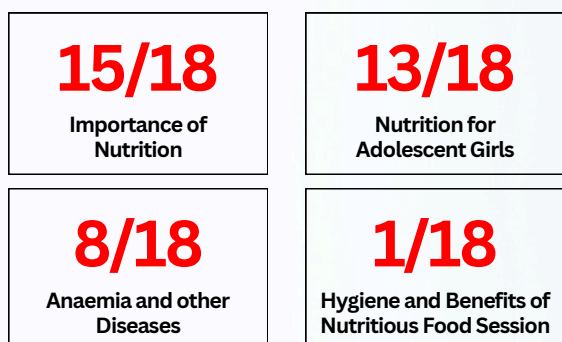 15/18
Importance of
Nutrition
13/18
Nutrition for
Adolescent Girls
8/18
Anaemia and other
Diseases
1/18
Hygiene and Benefits of
Nutritious Food Session